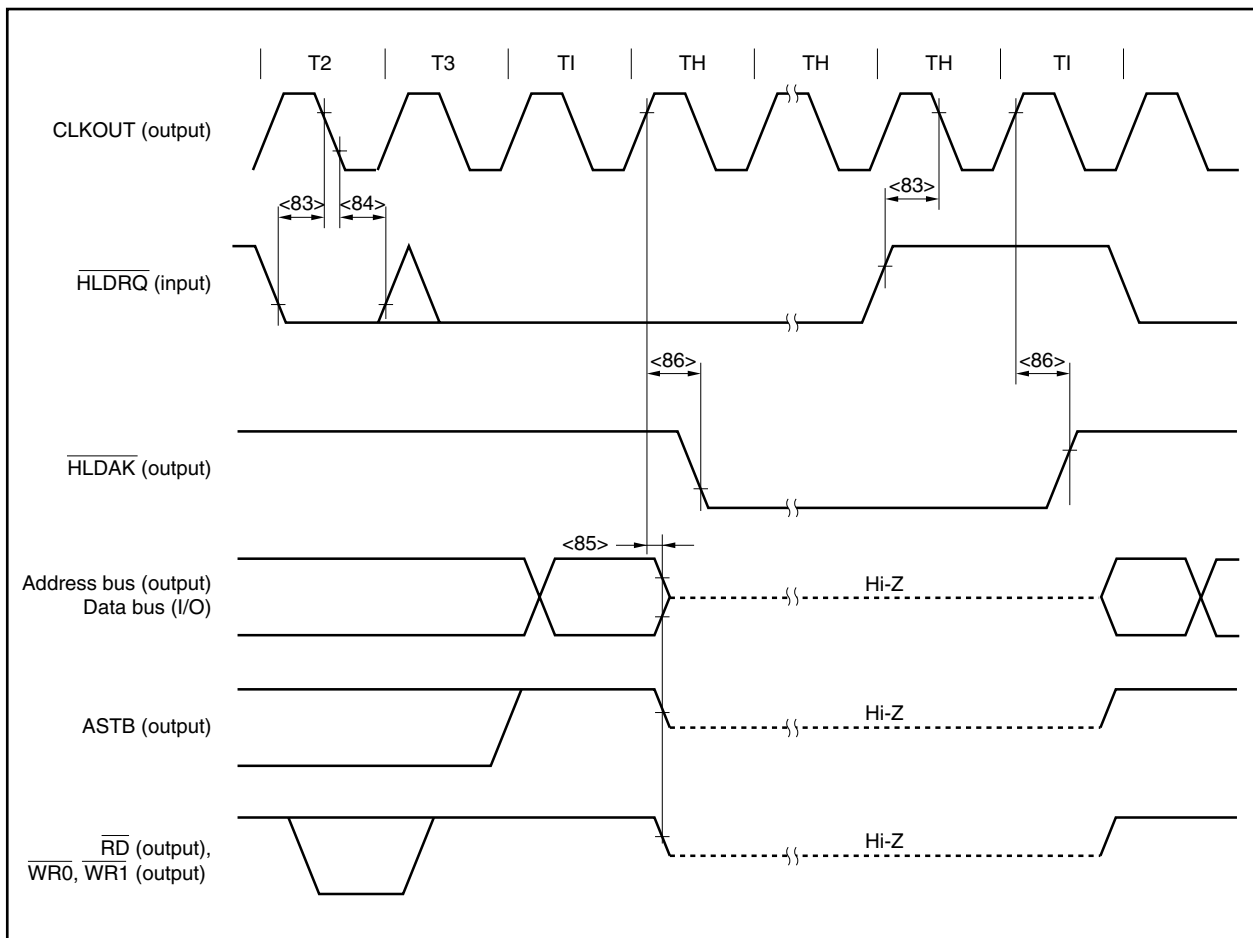 T2 T3 TI TH TH TH TI
CLKOUT (output)
<83> <84> <83>
HLDRQ (input)
<86> <86>
HLDAK (output)
<85>
Address bus (output)
Data bus (I/O)
Hi-Z
ASTB (output)
Hi-Z
RD (output),
WR0, WR1 (output)
Hi-Z